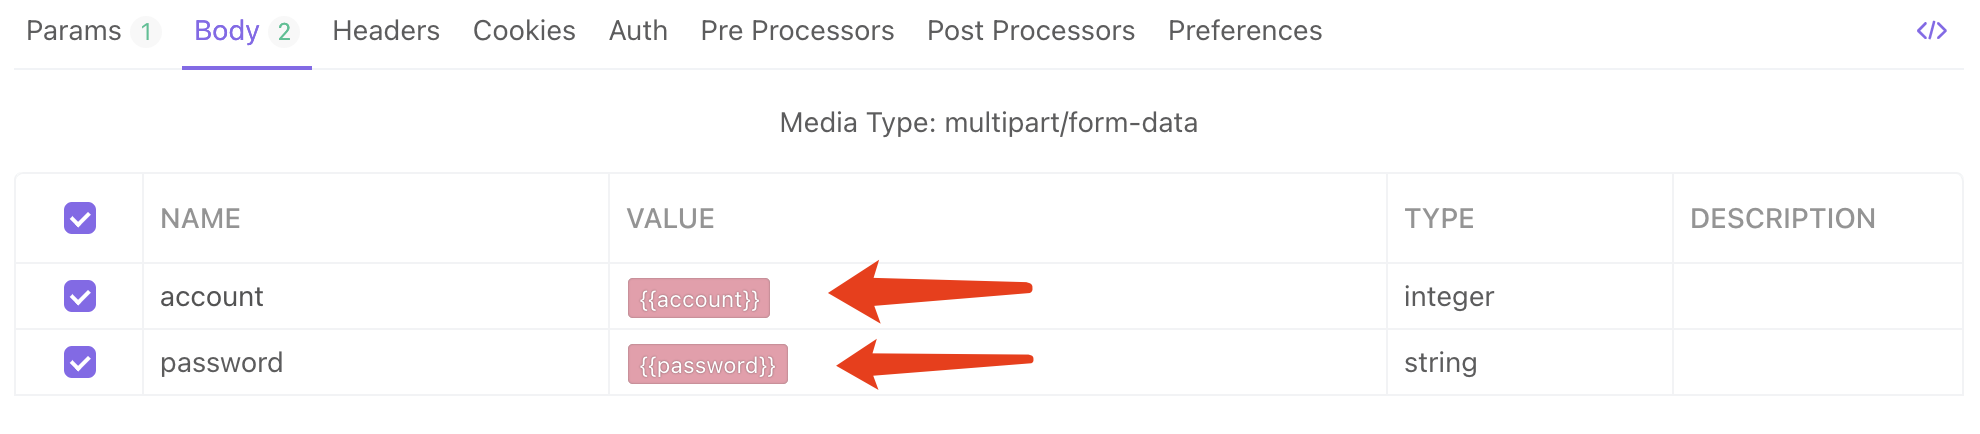 Params 1 Body 2 Headers Cookies Auth Pre Processors Post Processors Preferences </>
Media Type: multipart/form-data
NAME VALUE TYPE DESCRIPTION
account {{account}} integer
password {{password}} string